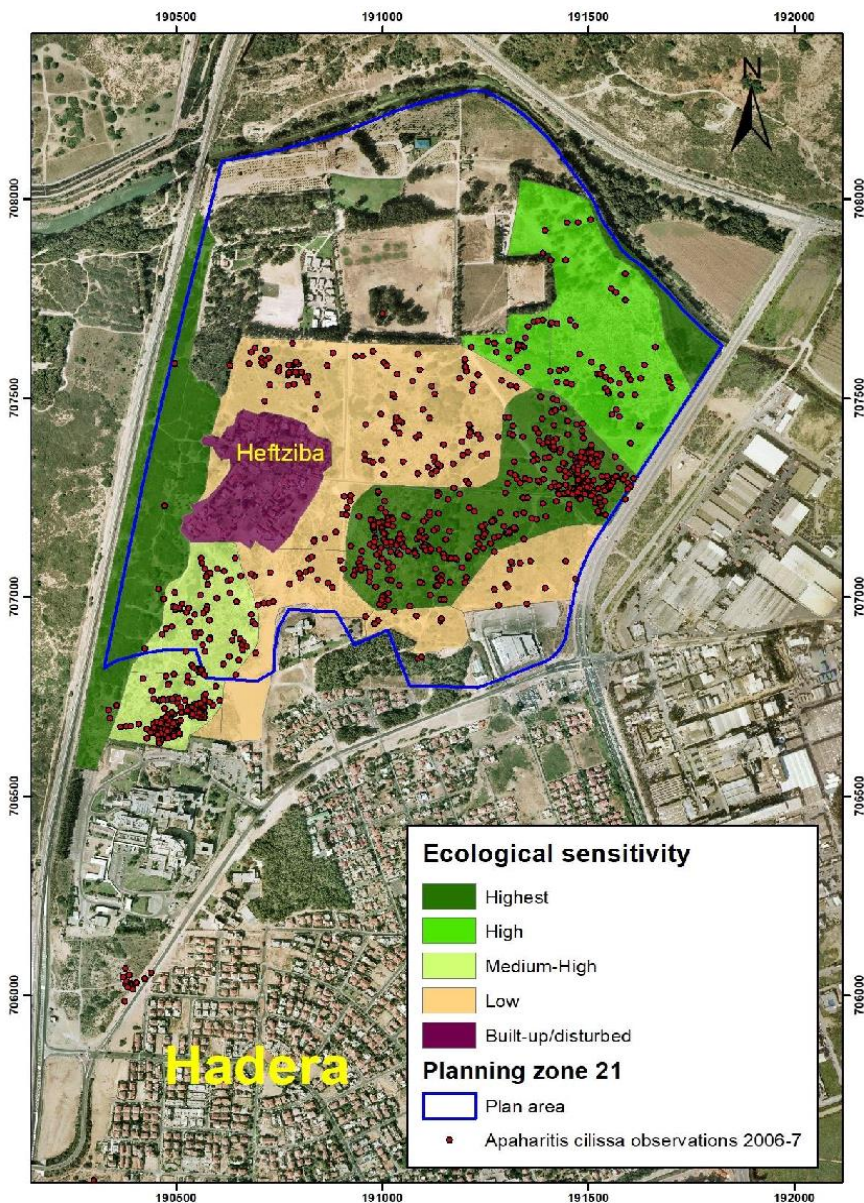 190500 191000 191500 192000
N
708000 708000
707500 707500
Heftziba
707000 707000
706500 706500
Ecological sensitivity
Highest
High
Medium-High
Low
Built-up/disturbed
706000 706000
Hadera
Planning zone 21
Plan area
Apaharitis cilissa observations 2006-7
190500 191000 191500 192000